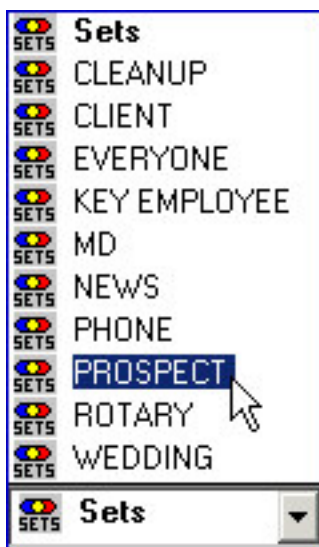 SETS Sets
SETS CLEANUP
SETS CLIENT
SETS EVERYONE
SETS KEY EMPLOYEE
SETS MD
SETS NEWS
SETS PHONE
SETS PROSPECT
SETS ROTARY
SETS WEDDING
SETS Sets